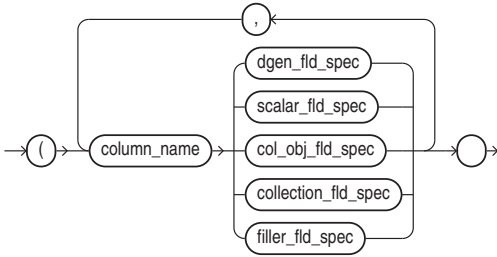 ,
dgen_fld_spec
scalar_fld_spec
( column_name col_obj_fld_spec
collection_fld_spec
filler_fld_spec